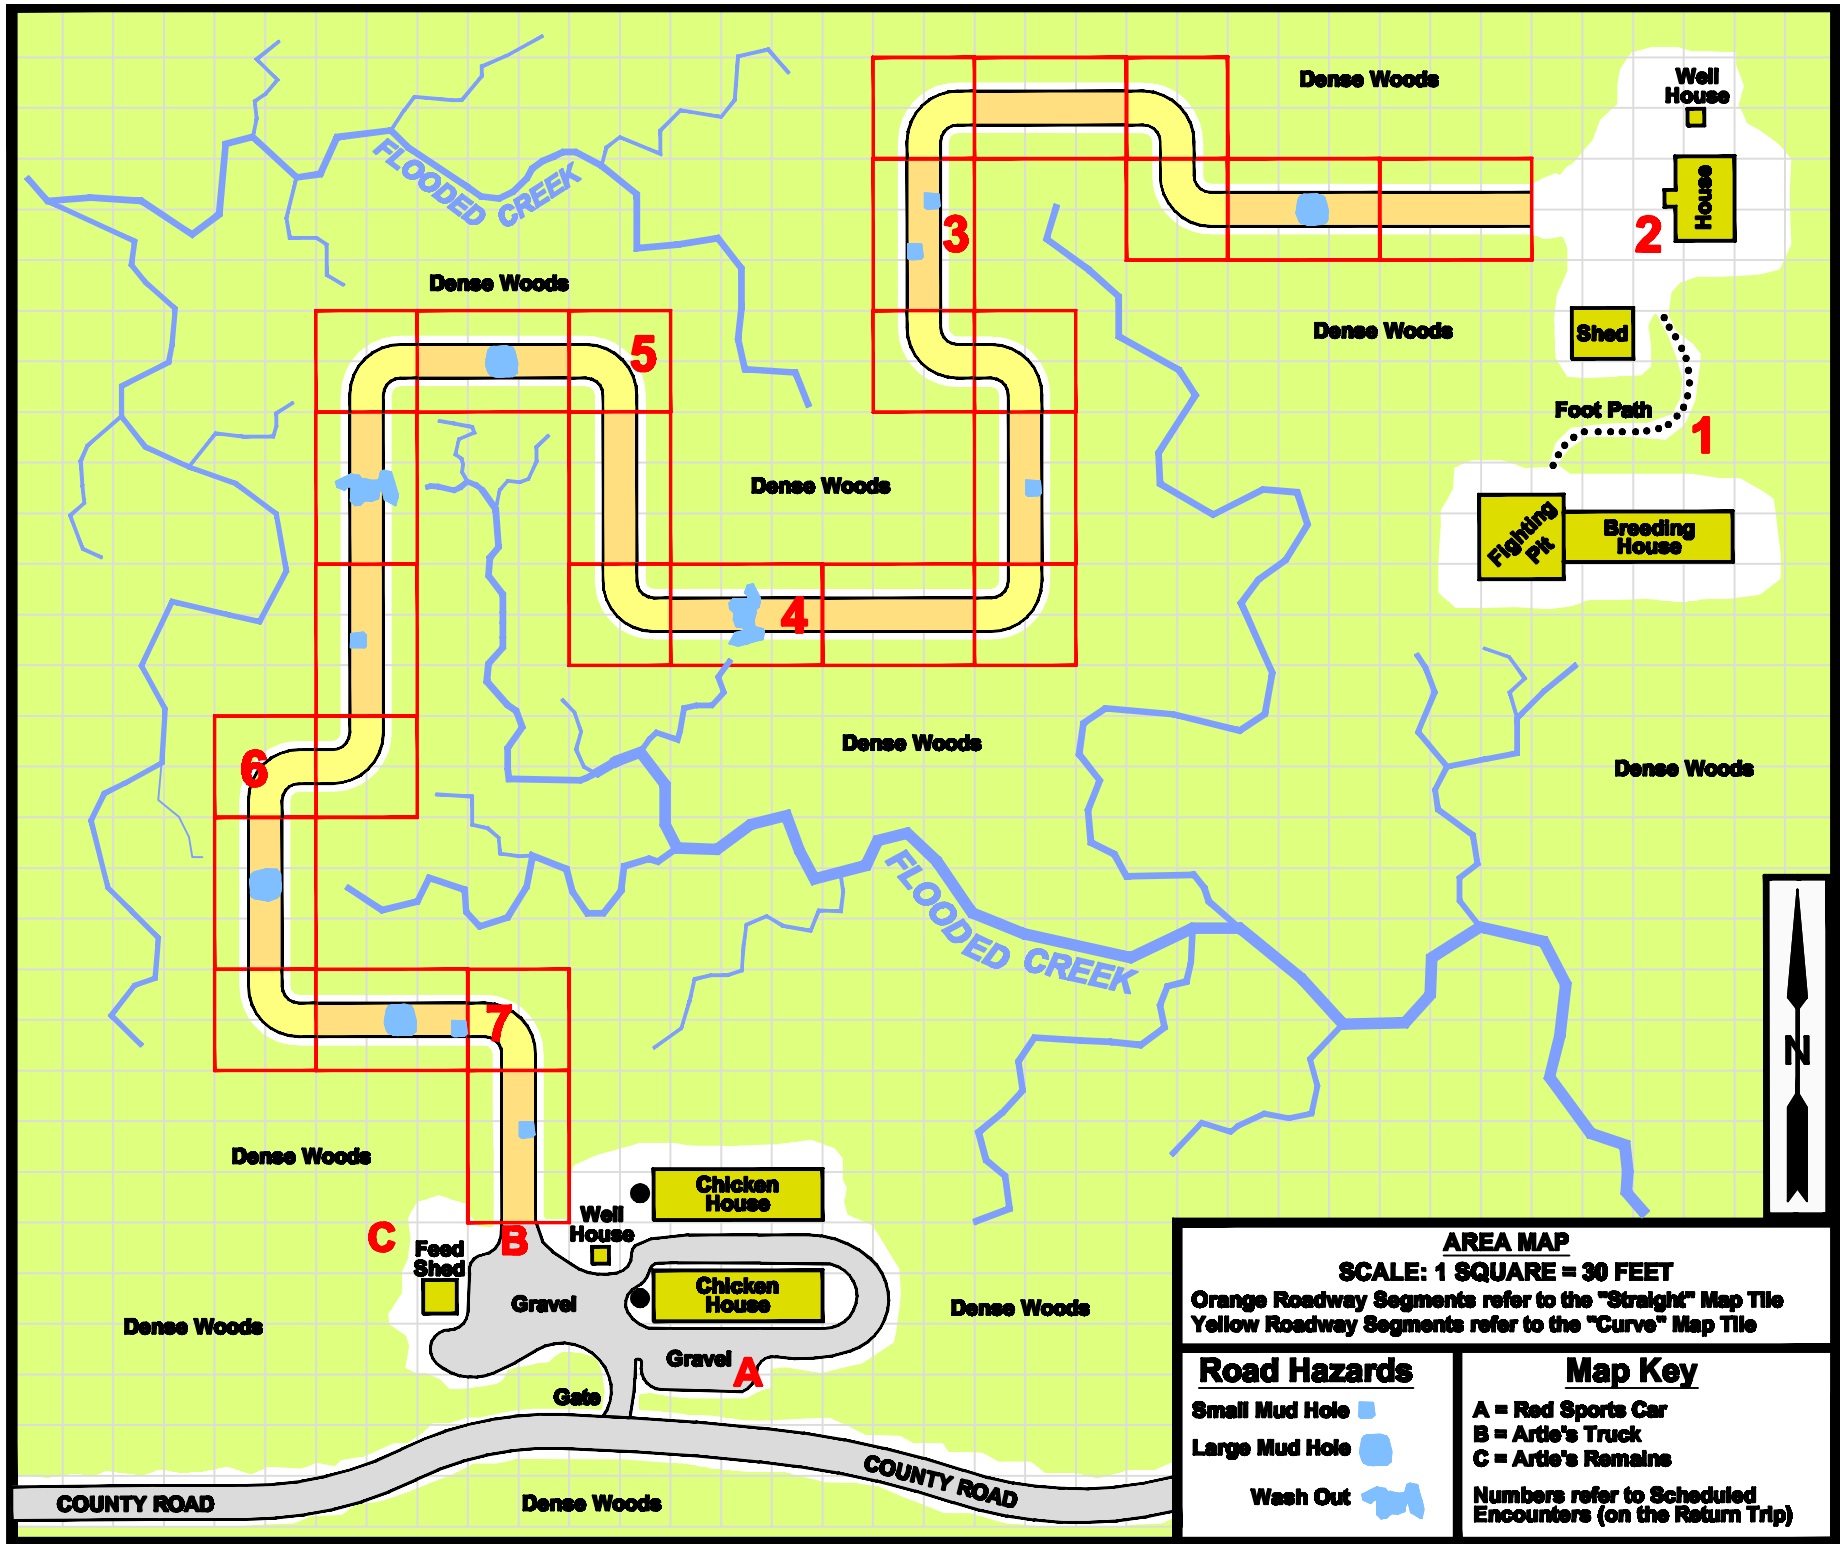 Dense Woods
Well
House
House
2
3
FLOODED CREEK
Dense Woods
Dense Woods
Shed
5
Foot Path
1
Dense Woods
Fighting
Pit
Breeding
House
4
Dense Woods
6
Dense Woods
FLOODED CREEK
7
N
Dense Woods
Chicken
House
C
B
Well
House
Feed
Shed
Gravel
Chicken
House
Dense Woods
Dense Woods
Gravel
A
Gate
COUNTY ROAD
COUNTY ROAD
Dense Woods
AREA MAP
SCALE: 1 SQUARE = 30 FEET
Orange Roadway Segments refer to the "Straight" Map Tile
Yellow Roadway Segments refer to the "Curve" Map Tile
Road Hazards
Small Mud Hole
Large Mud Hole
Wash Out
Map Key
A = Red Sports Car
B = Artie's Truck
C = Artie's Remains
Numbers refer to Scheduled
Encounters (on the Return Trip)